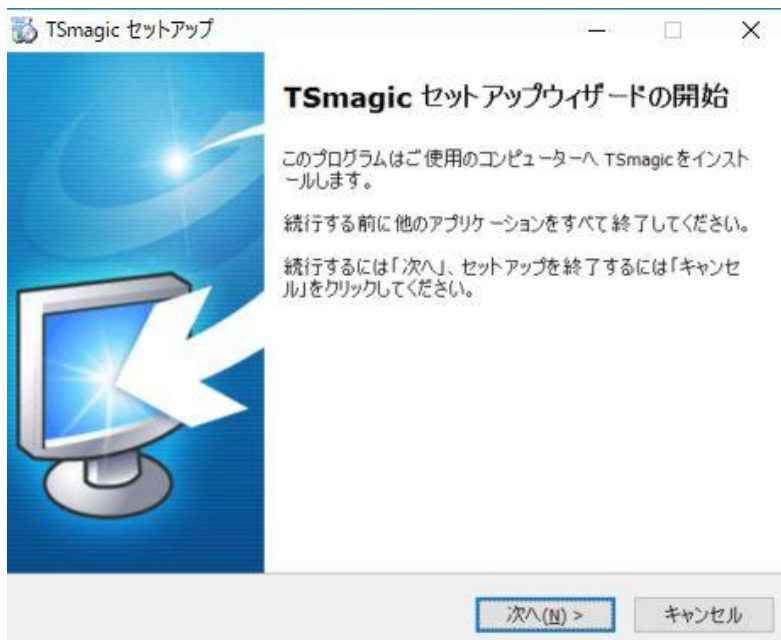 TSmagic セットアップ
TSmagic セットアップウィザードの開始
このプログラムはご使用のコンピューターへ TSmagic をインスト
ールします。
続行する前に他のアプリケーションをすべて終了してください。
続行するには「次へ」、セットアップを終了するには「キャンセ
ル」をクリックしてください。
次へ(N) >
キャンセル